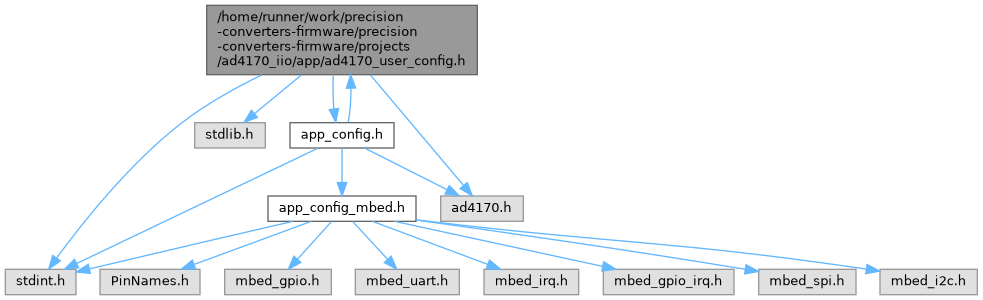 /home/runner/work/precision
-converters-firmware/precision
-converters-firmware/projects
/ad4170_iio/app/ad4170_user_config.h
stdlib.h
app_config.h
app_config_mbed.h
ad4170.h
stdint.h
PinNames.h
mbed_gpio.h
mbed_uart.h
mbed_irq.h
mbed_gpio_irq.h
mbed_spi.h
mbed_i2c.h